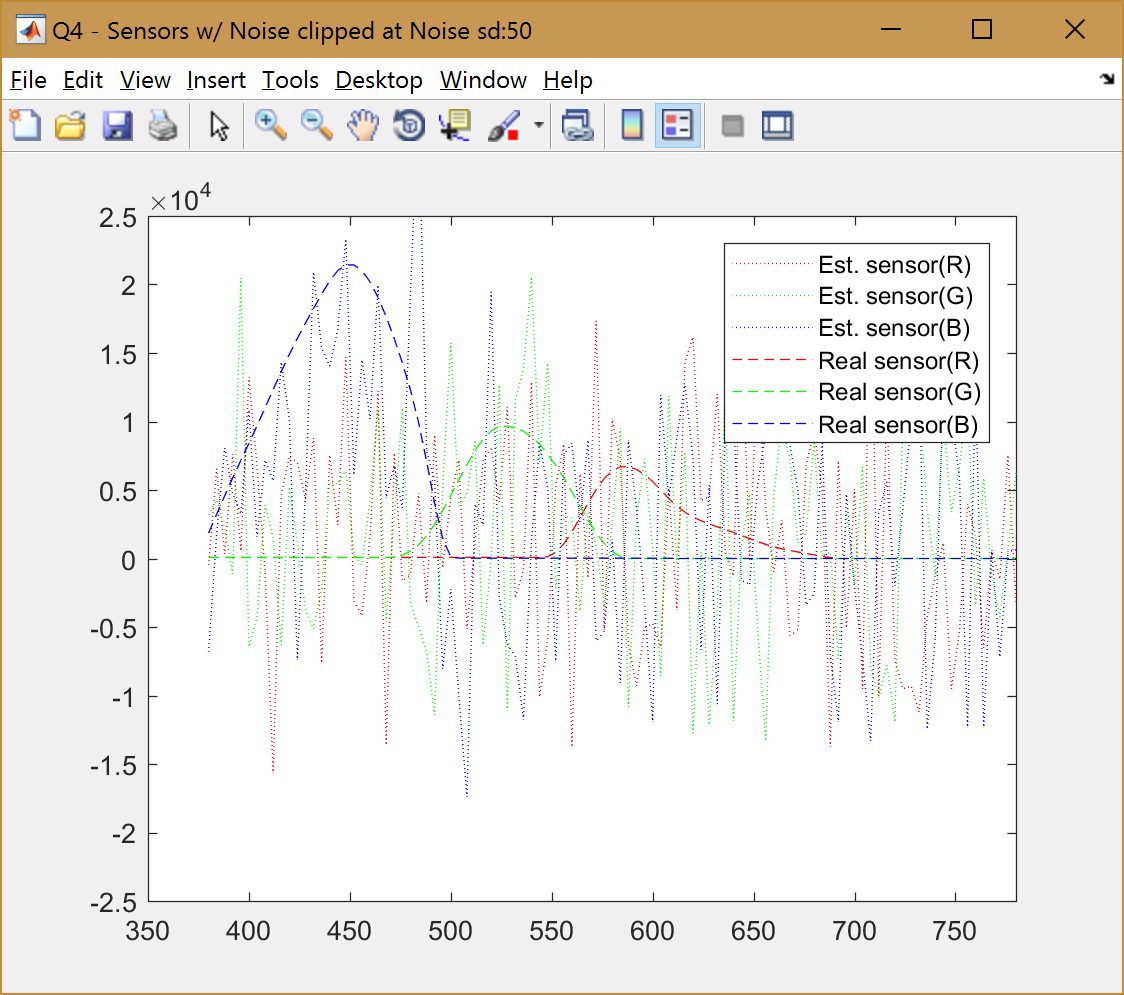 Q4 - Sensors w/ Noise clipped at Noise sd:50
File Edit View Insert Tools Desktop Window Help
×10⁴
2.5
2
1.5
1
0.5
0
-0.5
-1
-1.5
-2
-2.5
350 400 450 500 550 600 650 700 750
Est. sensor(R)
Est. sensor(G)
Est. sensor(B)
Real sensor(R)
Real sensor(G)
Real sensor(B)